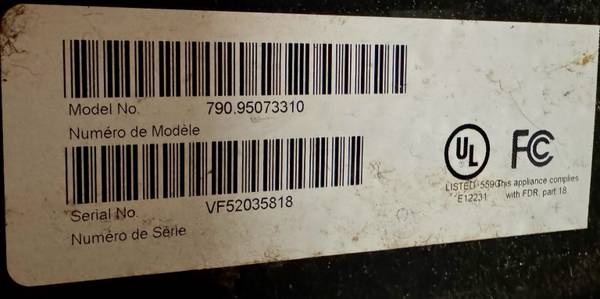 Model No. 790.95073310
Numéro de Modèle
Serial No. VF52035818
Numéro de Série
UL
FC
LISTED 559G This appliance complies
E12231 with FDR, part 18.